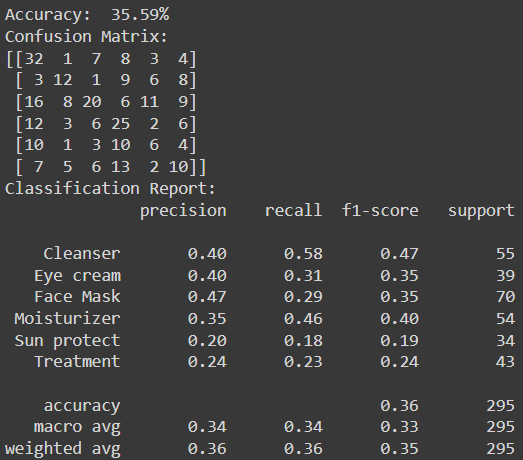 Accuracy:  35.59%
Confusion Matrix:
[[32  1  7  8  3  4]
 [ 3 12  1  9  6  8]
 [16  8 20  6 11  9]
 [12  3  6 25  2  6]
 [10  1  3 10  6  4]
 [ 7  5  6 13  2 10]]
Classification Report:
              precision    recall  f1-score   support

    Cleanser       0.40      0.58      0.47        55
   Eye cream       0.40      0.31      0.35        39
   Face Mask       0.47      0.29      0.35        70
 Moisturizer       0.35      0.46      0.40        54
 Sun protect       0.20      0.18      0.19        34
   Treatment       0.24      0.23      0.24        43

    accuracy                           0.36       295
   macro avg       0.34      0.34      0.33       295
weighted avg       0.36      0.36      0.35       295